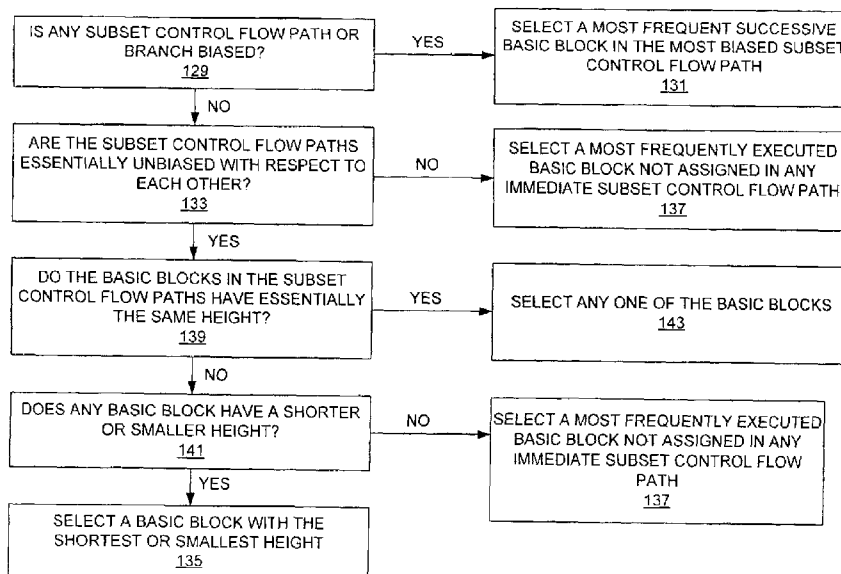 IS ANY SUBSET CONTROL FLOW PATH OR
BRANCH BIASED?
129
YES
SELECT A MOST FREQUENT SUCCESSIVE
BASIC BLOCK IN THE MOST BIASED SUBSET
CONTROL FLOW PATH
131
NO
ARE THE SUBSET CONTROL FLOW PATHS
ESSENTIALLY UNBIASED WITH RESPECT TO
EACH OTHER?
133
NO
SELECT A MOST FREQUENTLY EXECUTED
BASIC BLOCK NOT ASSIGNED IN ANY
IMMEDIATE SUBSET CONTROL FLOW PATH
137
YES
DO THE BASIC BLOCKS IN THE SUBSET
CONTROL FLOW PATHS HAVE ESSENTIALLY
THE SAME HEIGHT?
139
YES
SELECT ANY ONE OF THE BASIC BLOCKS
143
NO
DOES ANY BASIC BLOCK HAVE A SHORTER
OR SMALLER HEIGHT?
141
NO
SELECT A MOST FREQUENTLY EXECUTED
BASIC BLOCK NOT ASSIGNED IN ANY
IMMEDIATE SUBSET CONTROL FLOW
PATH
137
YES
SELECT A BASIC BLOCK WITH THE
SHORTEST OR SMALLEST HEIGHT
135